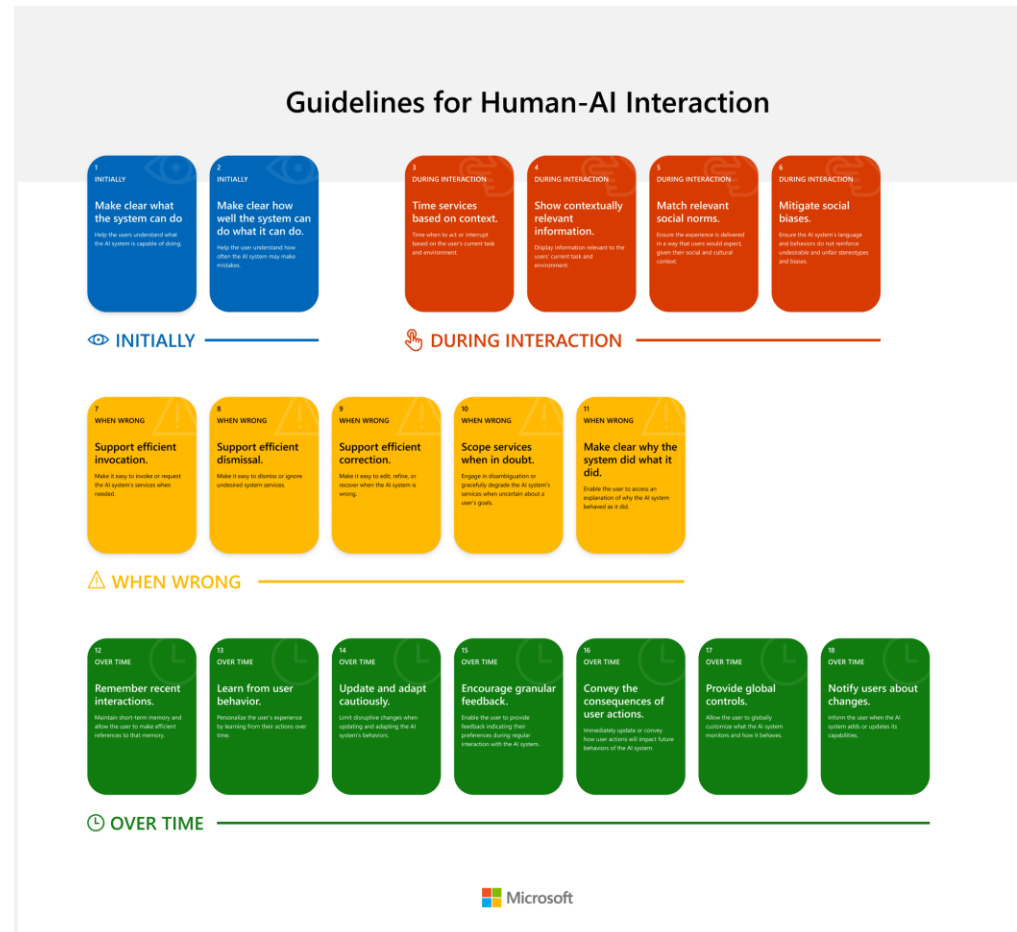 Guidelines for Human-AI Interaction
1
INITIALLY
Make clear what
the system can do
Help the users understand what
the AI system is capable of doing.
2
INITIALLY
Make clear how
well the system can
do what it can do.
Help the user understand how
often the AI system may make
mistakes.
3
DURING INTERACTION
Time services
based on context.
Time when to act or interrupt
based on the user's current task
and environment.
4
DURING INTERACTION
Show contextually
relevant
information.
Display information relevant to the
users' current task and
environment.
5
DURING INTERACTION
Match relevant
social norms.
Ensure the experience is delivered
in a way that users would expect,
given their social and cultural
context.
6
DURING INTERACTION
Mitigate social
biases.
Ensure the AI system's language
and behaviors do not reinforce
undesirable and unfair stereotypes
and biases.
INITIALLY
DURING INTERACTION
7
WHEN WRONG
Support efficient
invocation.
Make it easy to invoke or request
the AI system's services when
needed.
8
WHEN WRONG
Support efficient
dismissal.
Make it easy to dismiss or ignore
undesired system services.
9
WHEN WRONG
Support efficient
correction.
Make it easy to edit, refine, or
recover when the AI system is
wrong.
10
WHEN WRONG
Scope services
when in doubt.
Engage in disambiguation or
gracefully degrade the AI system's
services when uncertain about a
user's goals.
11
WHEN WRONG
Make clear why the
system did what it
did.
Enable the user to access an
explanation of why the AI system
behaved as it did.
WHEN WRONG
12
OVER TIME
Remember recent
interactions.
Maintain short-term memory and
allow the user to make efficient
references to that memory.
13
OVER TIME
Learn from user
behavior.
Personalize the user's experience
by learning from their actions over
time.
14
OVER TIME
Update and adapt
cautiously.
Limit disruptive changes when
updating and adapting the AI
system's behaviors.
15
OVER TIME
Encourage granular
feedback.
Enable the user to provide
feedback indicating their
preferences during regular
interaction with the AI system.
16
OVER TIME
Convey the
consequences of
user actions.
Immediately update or convey
how user actions will impact future
behaviors of the AI system.
17
OVER TIME
Provide global
controls.
Allow the user to globally
customize what the AI system
monitors and how it behaves.
18
OVER TIME
Notify users about
changes.
Inform the user when the AI
system adds or updates its
capabilities.
OVER TIME
Microsoft